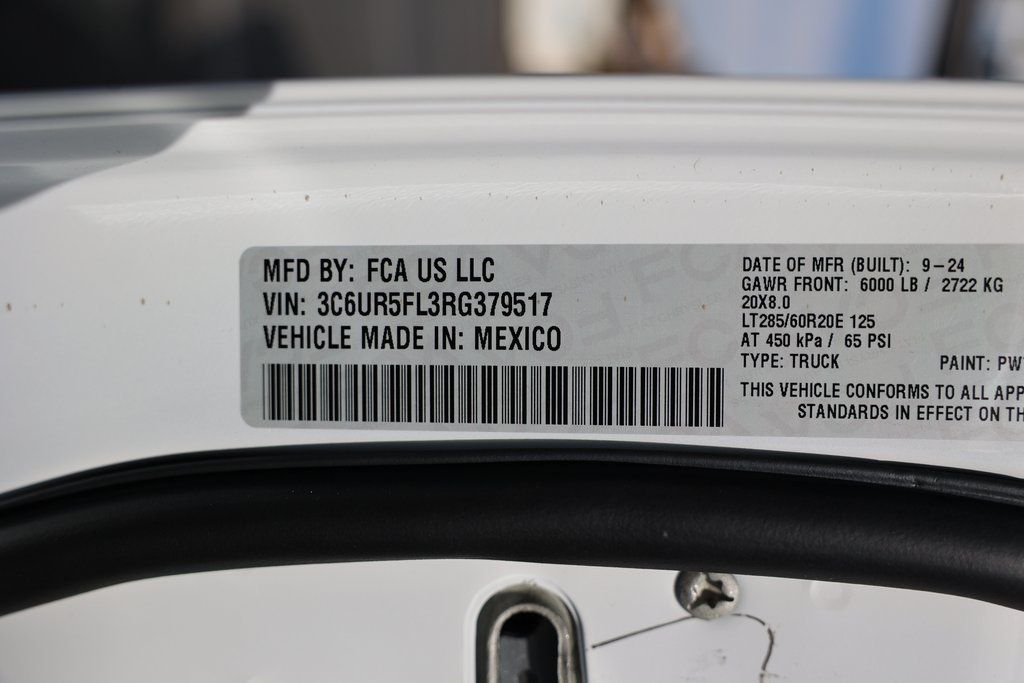 MFD BY: FCA US LLC
VIN: 3C6UR5FL3RG379517
VEHICLE MADE IN: MEXICO
DATE OF MFR (BUILT): 9-24
GAWR FRONT: 6000 LB / 2722 KG
20X8.0
LT285/60R20E 125
AT 450 kPa / 65 PSI
TYPE: TRUCK PAINT: PW
THIS VEHICLE CONFORMS TO ALL APP
STANDARDS IN EFFECT ON TH